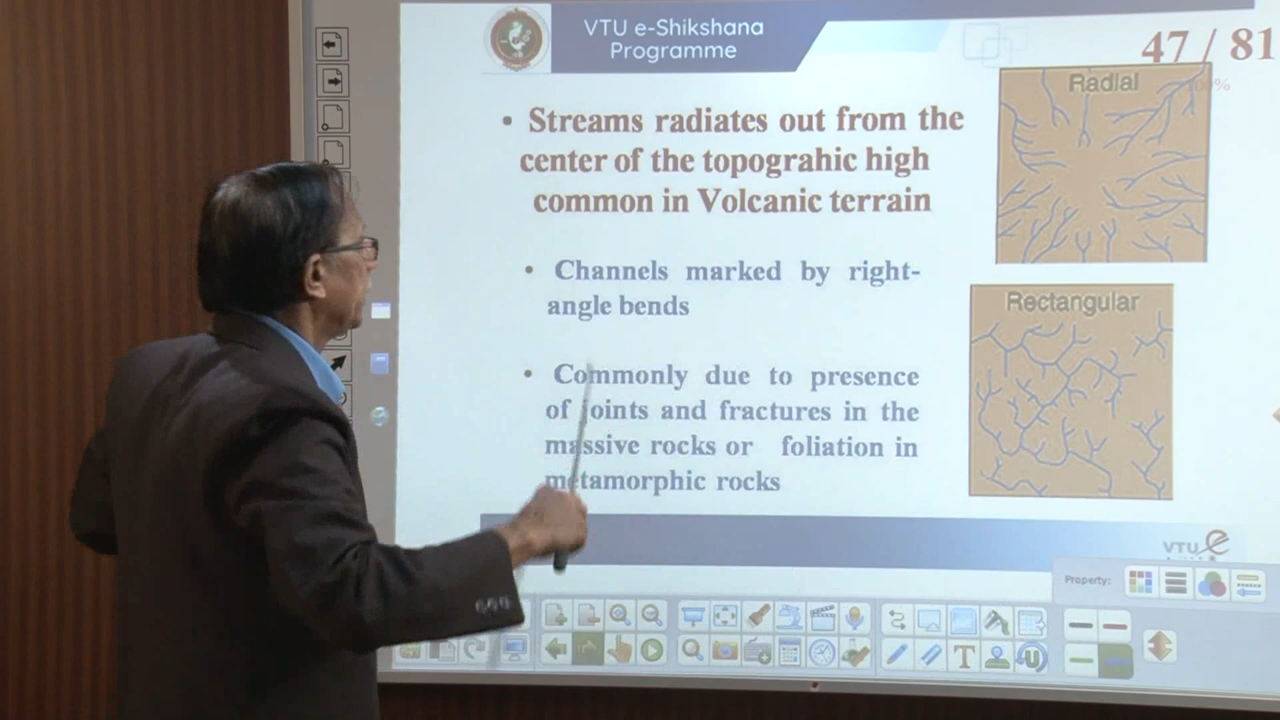 VTU e-Shikshana
Programme
47 / 81
Radial
• Streams radiates out from the
center of the topograhic high
common in Volcanic terrain
• Channels marked by right-
angle bends
Rectangular
• Commonly due to presence
of joints and fractures in the
massive rocks or foliation in
metamorphic rocks
VTU e
Property:
T